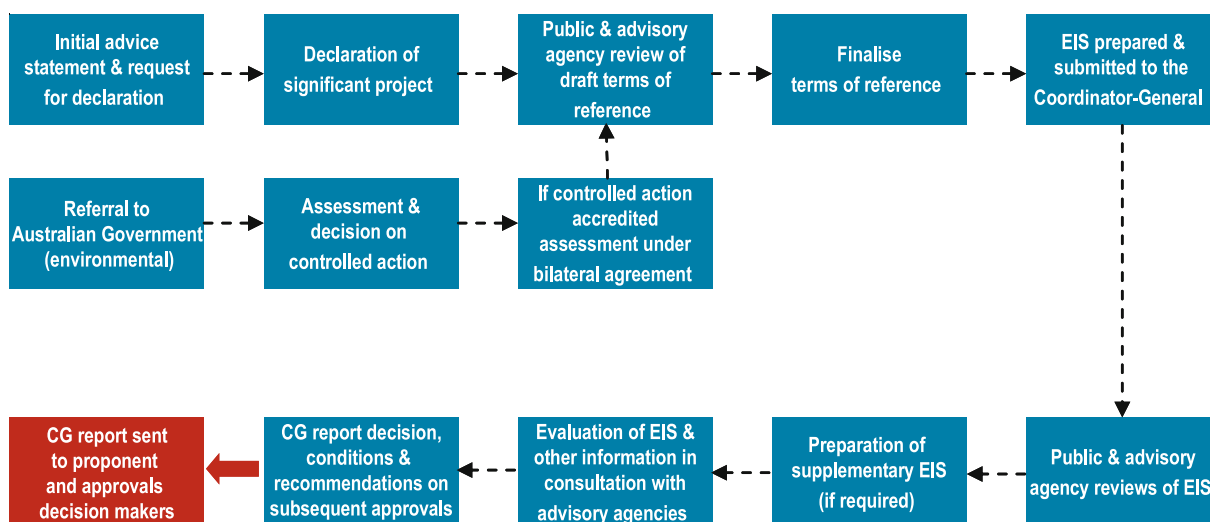 Initial advice
statement & request
for declaration
Declaration of
significant project
Public & advisory
agency review of
draft terms of
reference
Finalise
terms of reference
EIS prepared &
submitted to the
Coordinator-General
Referral to
Australian Government
(environmental)
Assessment &
decision on
controlled action
If controlled action
accredited
assessment under
bilateral agreement
CG report sent
to proponent
and approvals
decision makers
CG report decision,
conditions &
recommendations on
subsequent approvals
Evaluation of EIS &
other information in
consultation with
advisory agencies
Preparation of
supplementary EIS
(if required)
Public & advisory
agency reviews of EIS